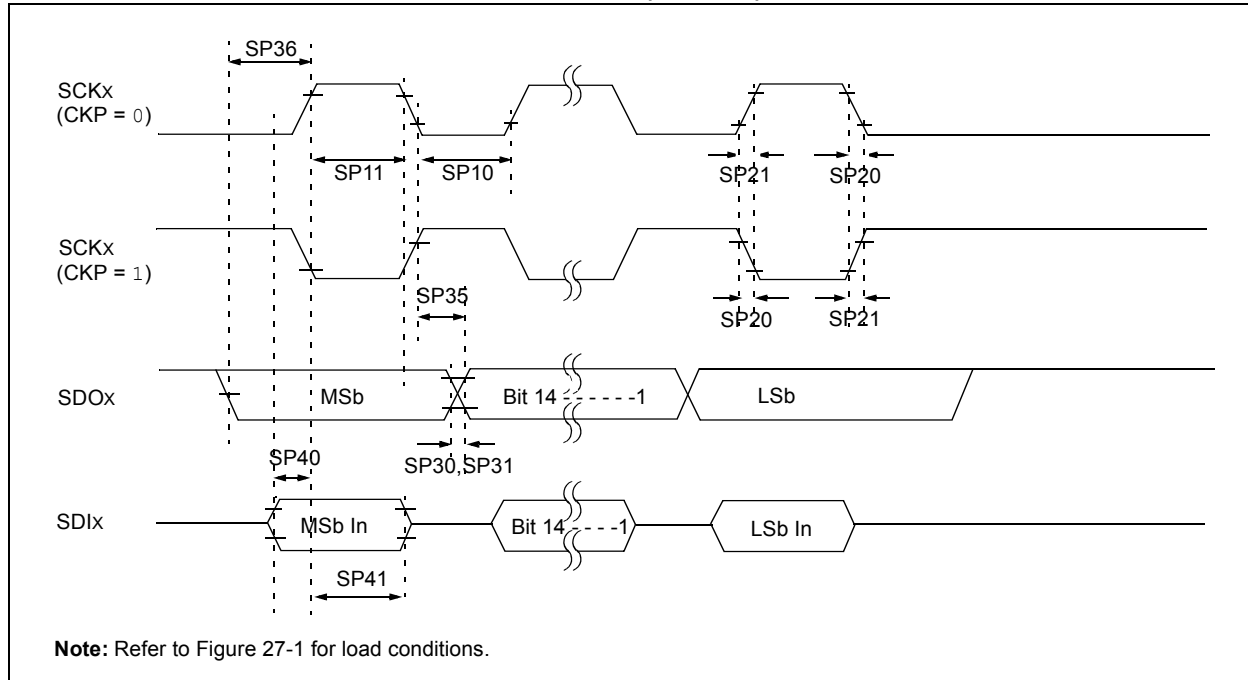 SP36
SCKx
(CKP = 0)
SP11
SP10
SP21
SP20
SCKx
(CKP = 1)
SP35
SP20
SP21
SDOx
MSb
Bit 14 - - - - - -1
LSb
SP40
SP30,SP31
SDIx
MSb In
Bit 14 - - - - -1
LSb In
SP41
Note: Refer to Figure 27-1 for load conditions.